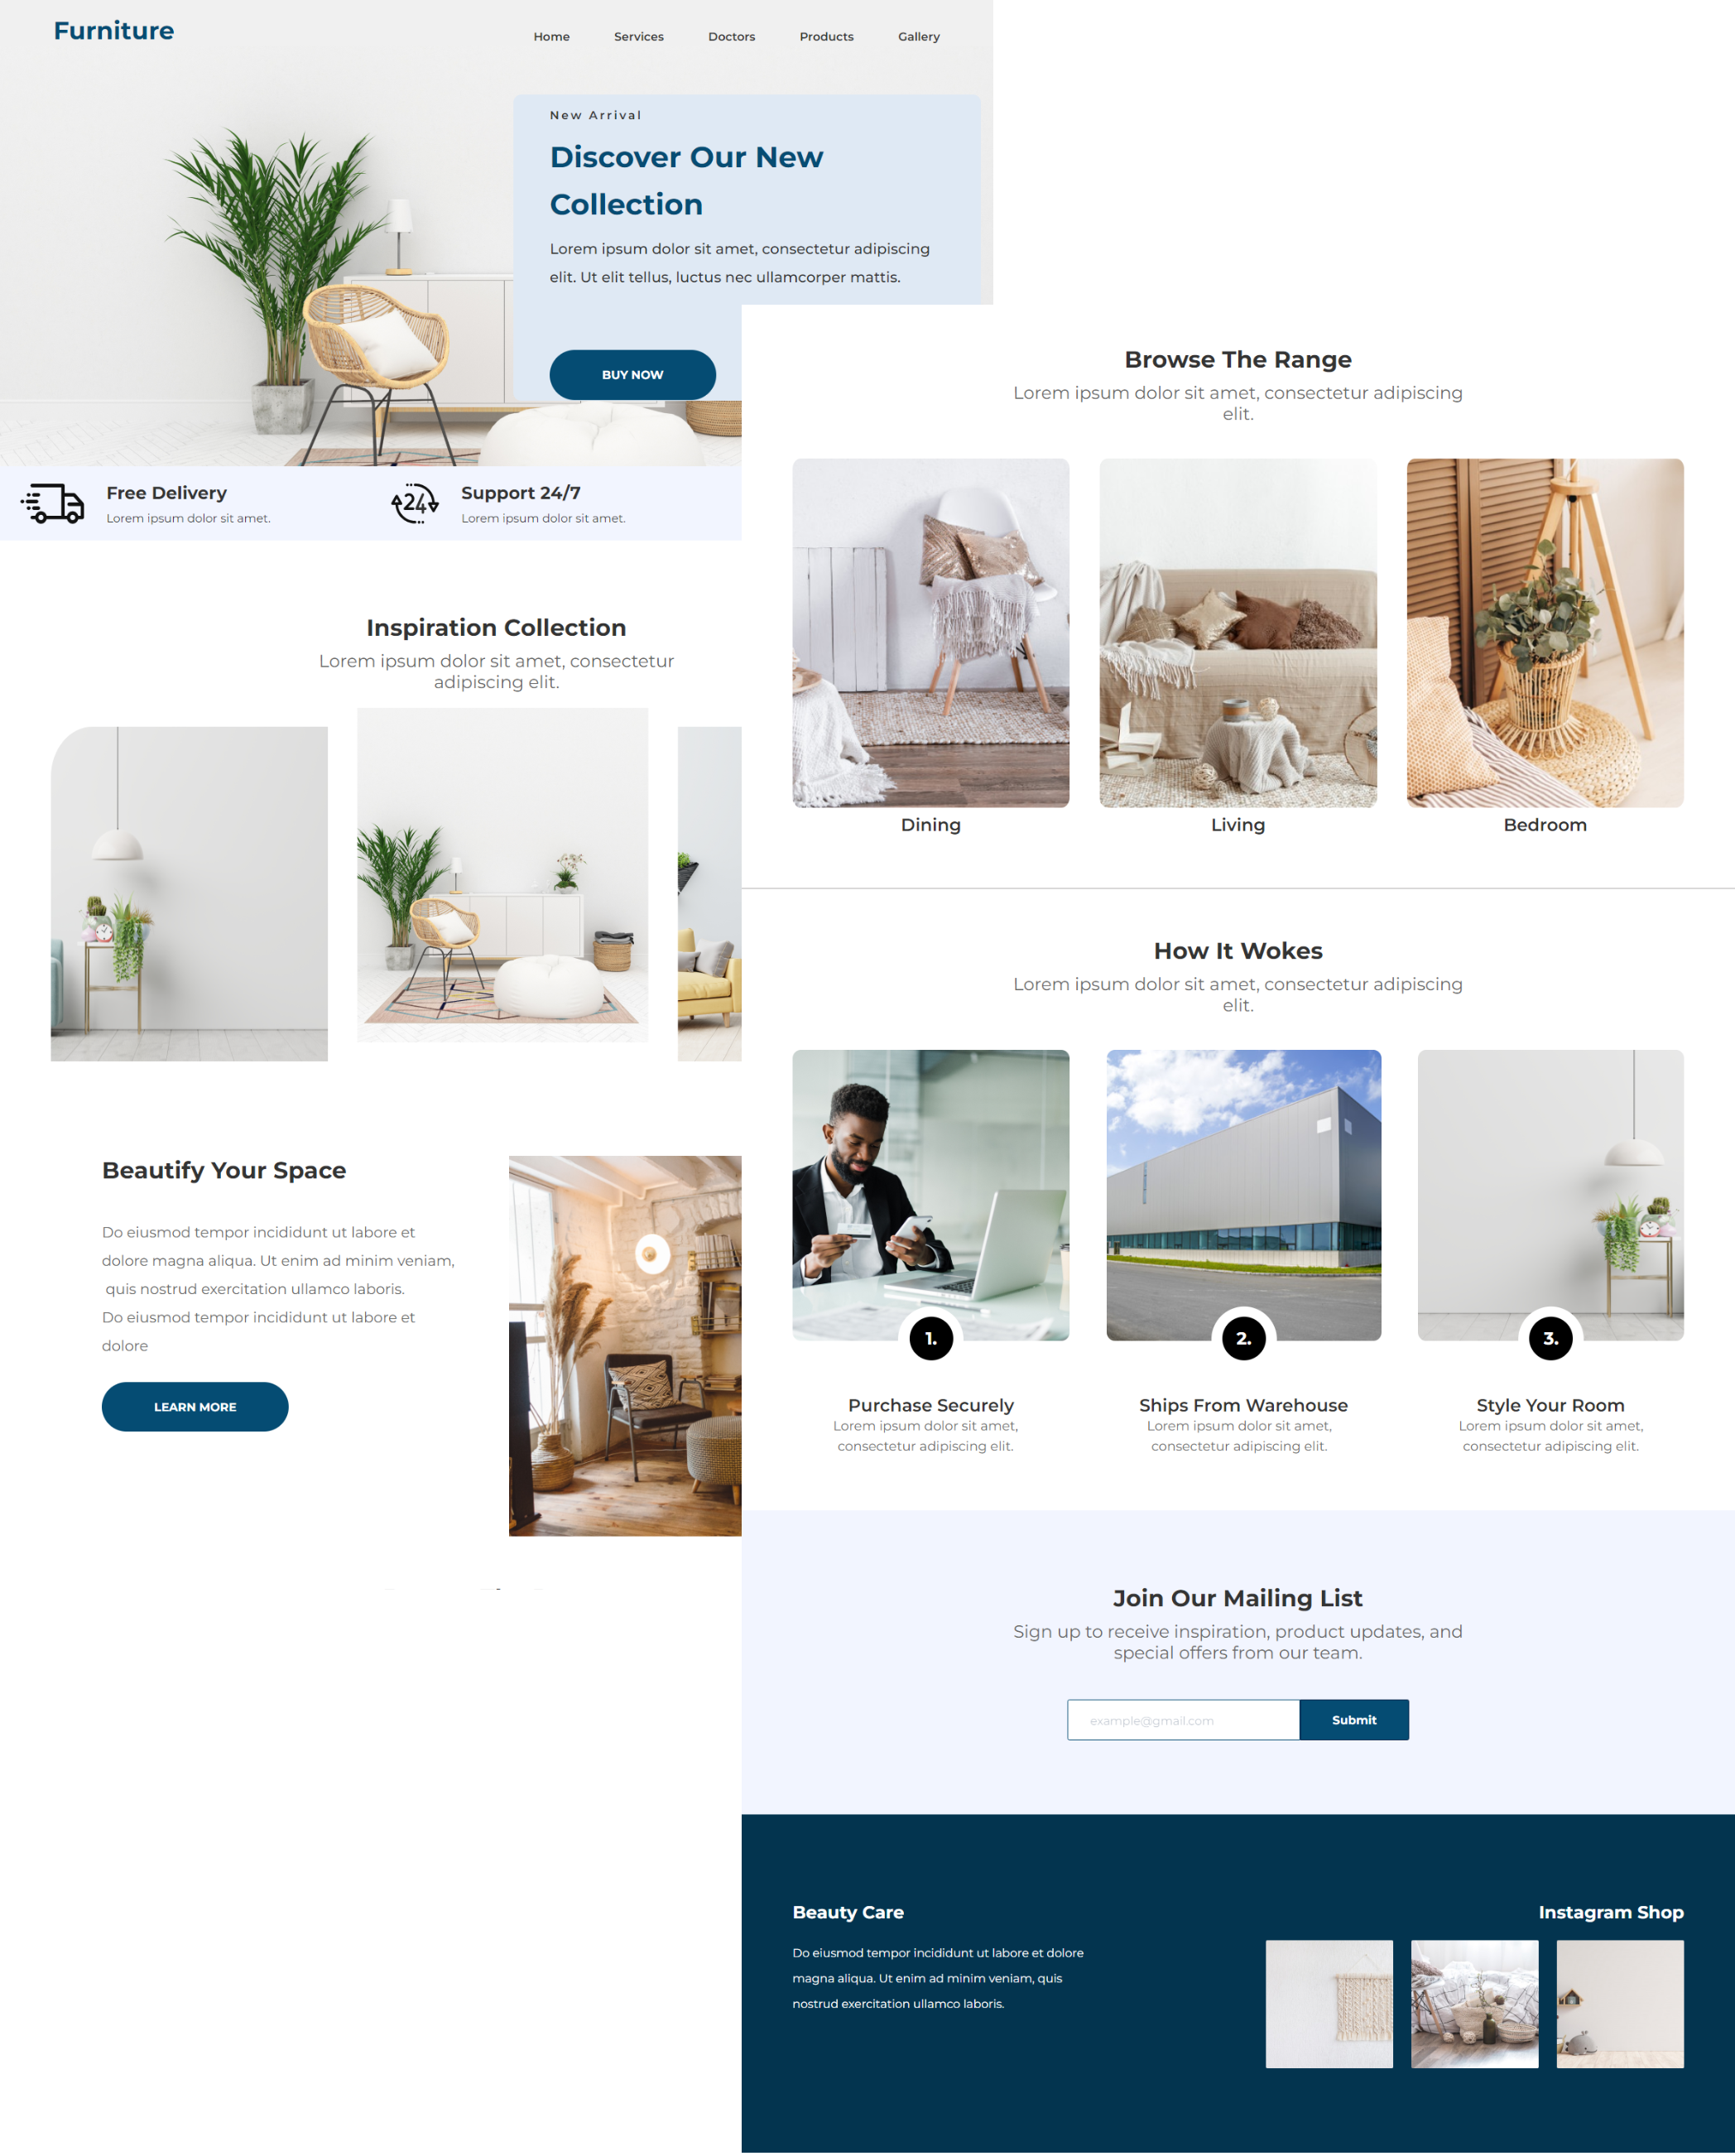 Furniture
Home Services Doctors Products Gallery
New Arrival
Discover Our New
Collection
Lorem ipsum dolor sit amet, consectetur adipiscing
elit. Ut elit tellus, luctus nec ullamcorper mattis.
BUY NOW
Free Delivery
Lorem ipsum dolor sit amet.
24
Support 24/7
Lorem ipsum dolor sit amet.
Inspiration Collection
Lorem ipsum dolor sit amet, consectetur
adipiscing elit.
Beautify Your Space
Do eiusmod tempor incididunt ut labore et
dolore magna aliqua. Ut enim ad minim veniam,
quis nostrud exercitation ullamco laboris.
Do eiusmod tempor incididunt ut labore et
dolore
LEARN MORE
Browse The Range
Lorem ipsum dolor sit amet, consectetur adipiscing
elit.
Dining
Living
Bedroom
How It Wokes
Lorem ipsum dolor sit amet, consectetur adipiscing
elit.
1.
2.
3.
Purchase Securely
Lorem ipsum dolor sit amet,
consectetur adipiscing elit.
Ships From Warehouse
Lorem ipsum dolor sit amet,
consectetur adipiscing elit.
Style Your Room
Lorem ipsum dolor sit amet,
consectetur adipiscing elit.
Join Our Mailing List
Sign up to receive inspiration, product updates, and
special offers from our team.
example@gmail.com
Submit
Beauty Care
Do eiusmod tempor incididunt ut labore et dolore
magna aliqua. Ut enim ad minim veniam, quis
nostrud exercitation ullamco laboris.
Instagram Shop